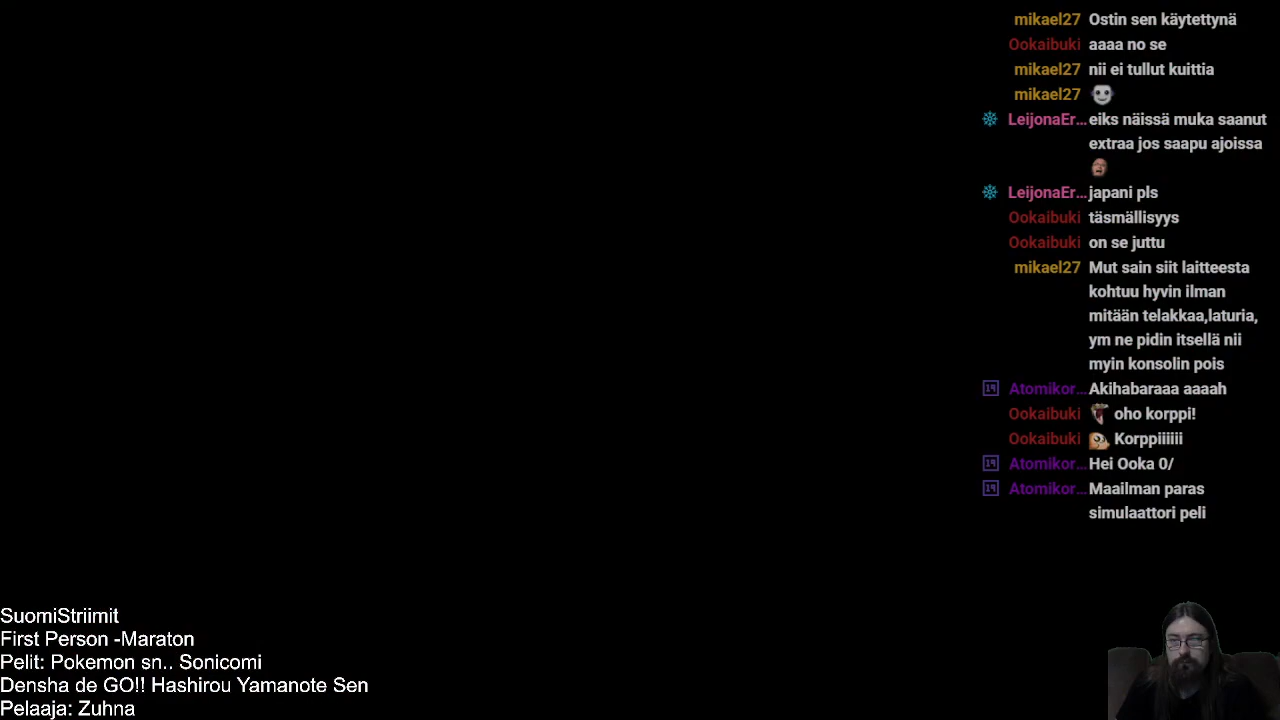 mikael27 Ostin sen käytettynä
Ookaibuki aaaa no se
mikael27 nii ei tullut kuittia
mikael27
LeijonaEr... eiks näissä muka saanut
extraa jos saapu ajoissa
LeijonaEr... japani pls
Ookaibuki täsmällisyys
Ookaibuki on se juttu
mikael27 Mut sain siit laitteesta
kohtuu hyvin ilman
mitään telakkaa,laturia,
ym ne pidin itsellä nii
myin konsolin pois
19 Atomikor... Akihabaraaa aaaah
Ookaibuki oho korppi!
Ookaibuki Korppiiiiii
19 Atomikor... Hei Ooka 0/
19 Atomikor... Maailman paras
simulaattori peli
SuomiStriimit
First Person -Maraton
Pelit: Pokemon sn.. Sonicomi
Densha de GO!! Hashirou Yamanote Sen
Pelaaja: Zuhna